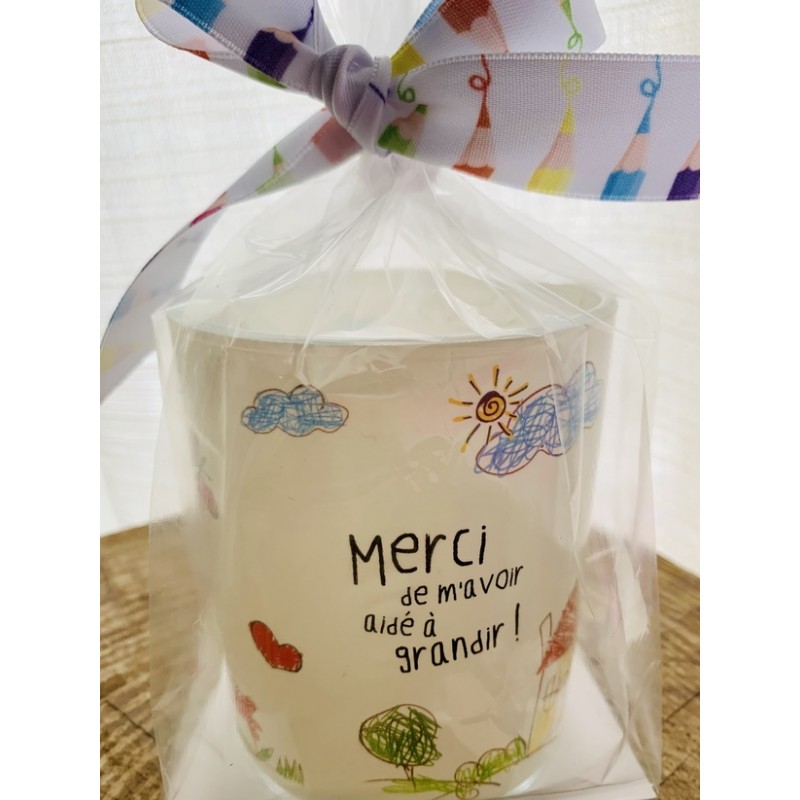 Merci
de m'avoir
aidé à
grandir !